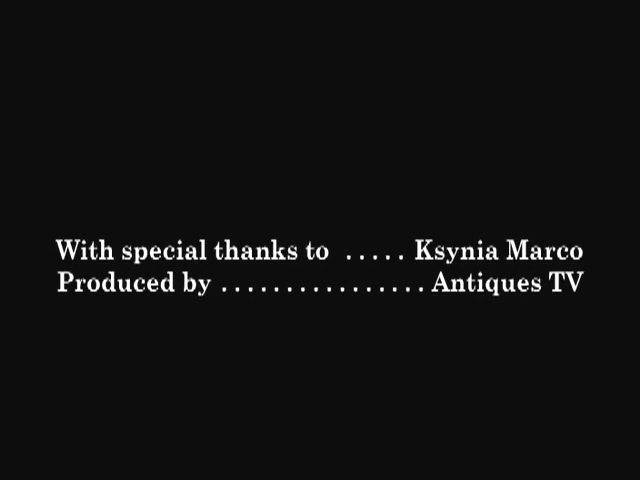 With special thanks to ..... Ksynia Marco
Produced by ................ Antiques TV